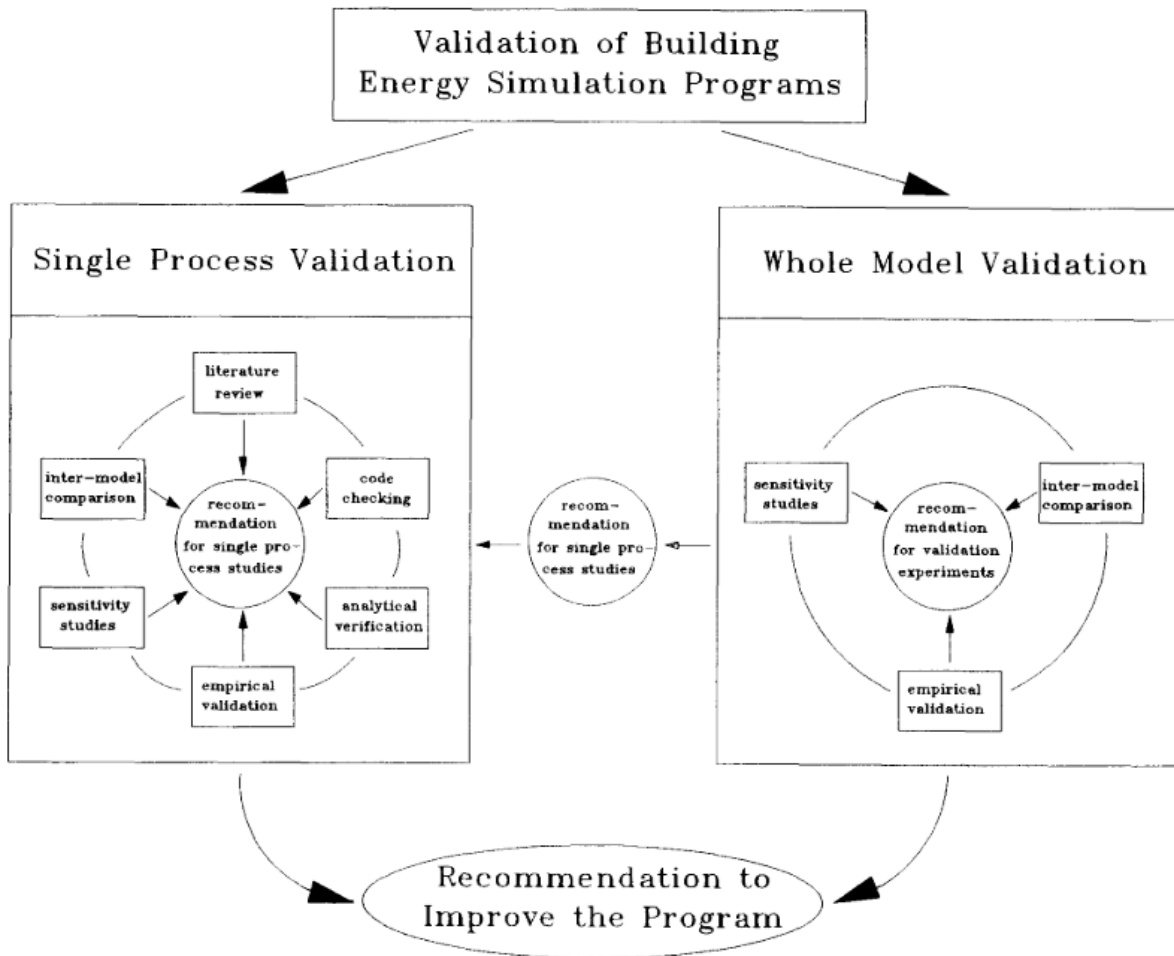 Validation of Building
Energy Simulation Programs
Single Process Validation
literature
review
inter-model
comparison
code
checking
recom-
mendation
for single pro-
cess studies
sensitivity
studies
analytical
verification
empirical
validation
recom-
mendation
for single pro-
cess studies
Whole Model Validation
sensitivity
studies
inter-model
comparison
recom-
mendation
for validation
experiments
empirical
validation
Recommendation to
Improve the Program